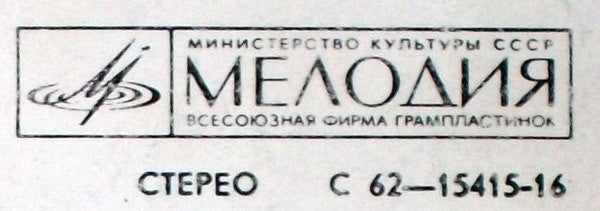 МИНИСТЕРСТВО КУЛЬТУРЫ СССР
МЕЛОДИЯ
ВСЕСОЮЗНАЯ ФИРМА ГРАМПЛАСТИНОК
СТЕРЕО С 62—15415-16